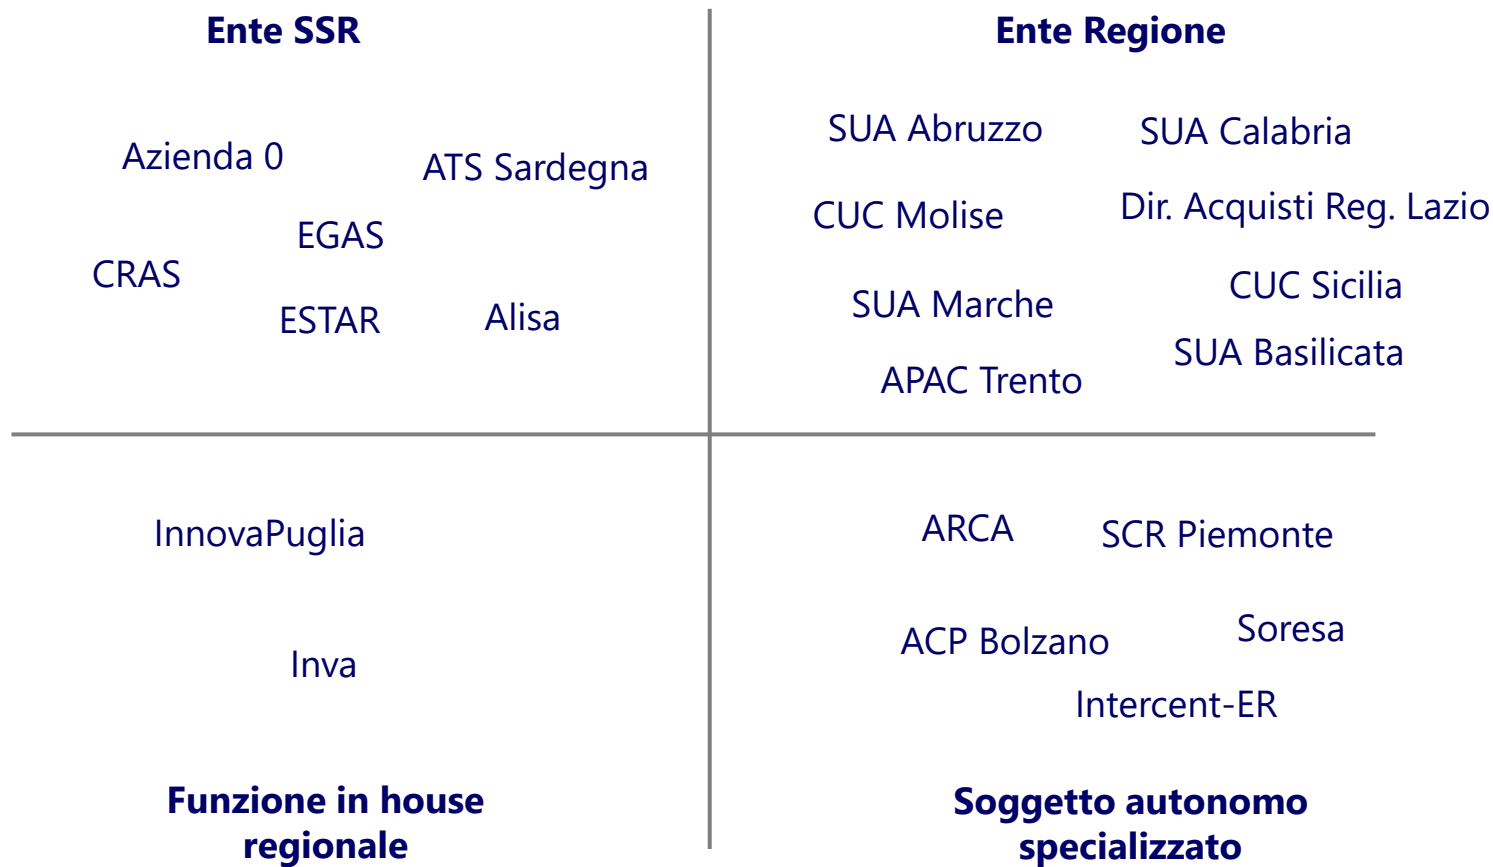 Ente SSR
Azienda 0
ATS Sardegna
EGAS
CRAS
ESTAR
Alisa
Ente Regione
SUA Abruzzo
SUA Calabria
CUC Molise
Dir. Acquisti Reg. Lazio
SUA Marche
CUC Sicilia
SUA Basilicata
APAC Trento
InnovaPuglia
Inva
Funzione in house
regionale
ARCA
SCR Piemonte
ACP Bolzano
Soresa
Intercent-ER
Soggetto autonomo
specializzato